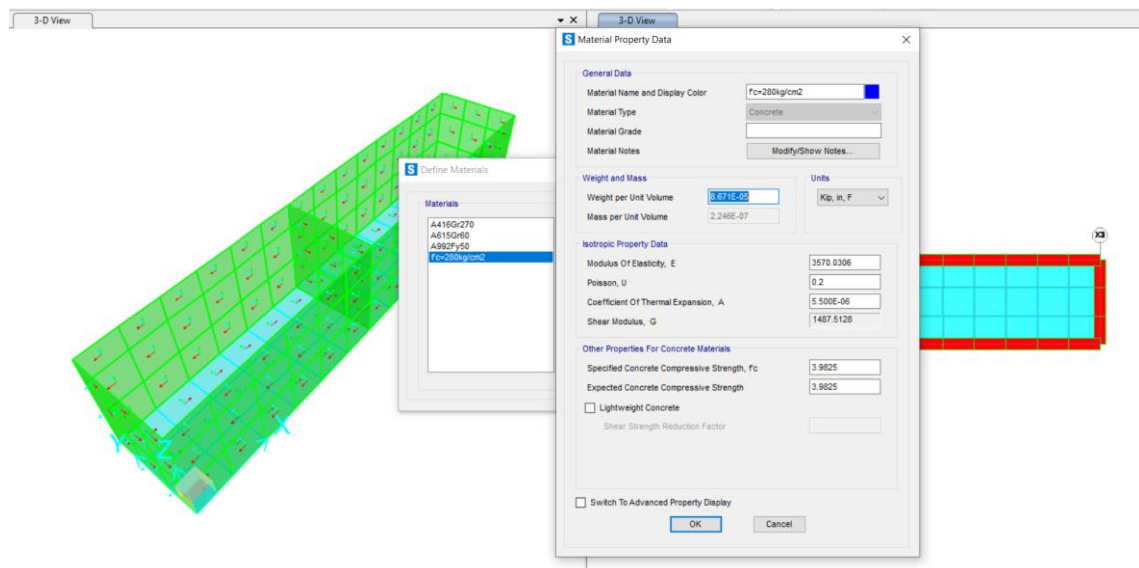 3-D View
3-D View
Material Property Data
General Data
Material Name and Display Color f'c=280kg/cm2
Material Type Concrete
Material Grade
Material Notes Modify/Show Notes...
Weight and Mass Units
Weight per Unit Volume 8.671E-05 Kip, in, F
Mass per Unit Volume 2.246E-07
Isotropic Property Data
Modulus Of Elasticity, E 3570.0306
Poisson, U 0.2
Coefficient Of Thermal Expansion, A 5.500E-06
Shear Modulus, G 1487.5128
Other Properties For Concrete Materials
Specified Concrete Compressive Strength, f'c 3.9825
Expected Concrete Compressive Strength 3.9825
Lightweight Concrete
Shear Strength Reduction Factor
Switch To Advanced Property Display
OK Cancel
Define Materials
Materials
A416Gr270
A615Gr60
A992Fy50
f'c=280kg/cm2
X
Y
Z